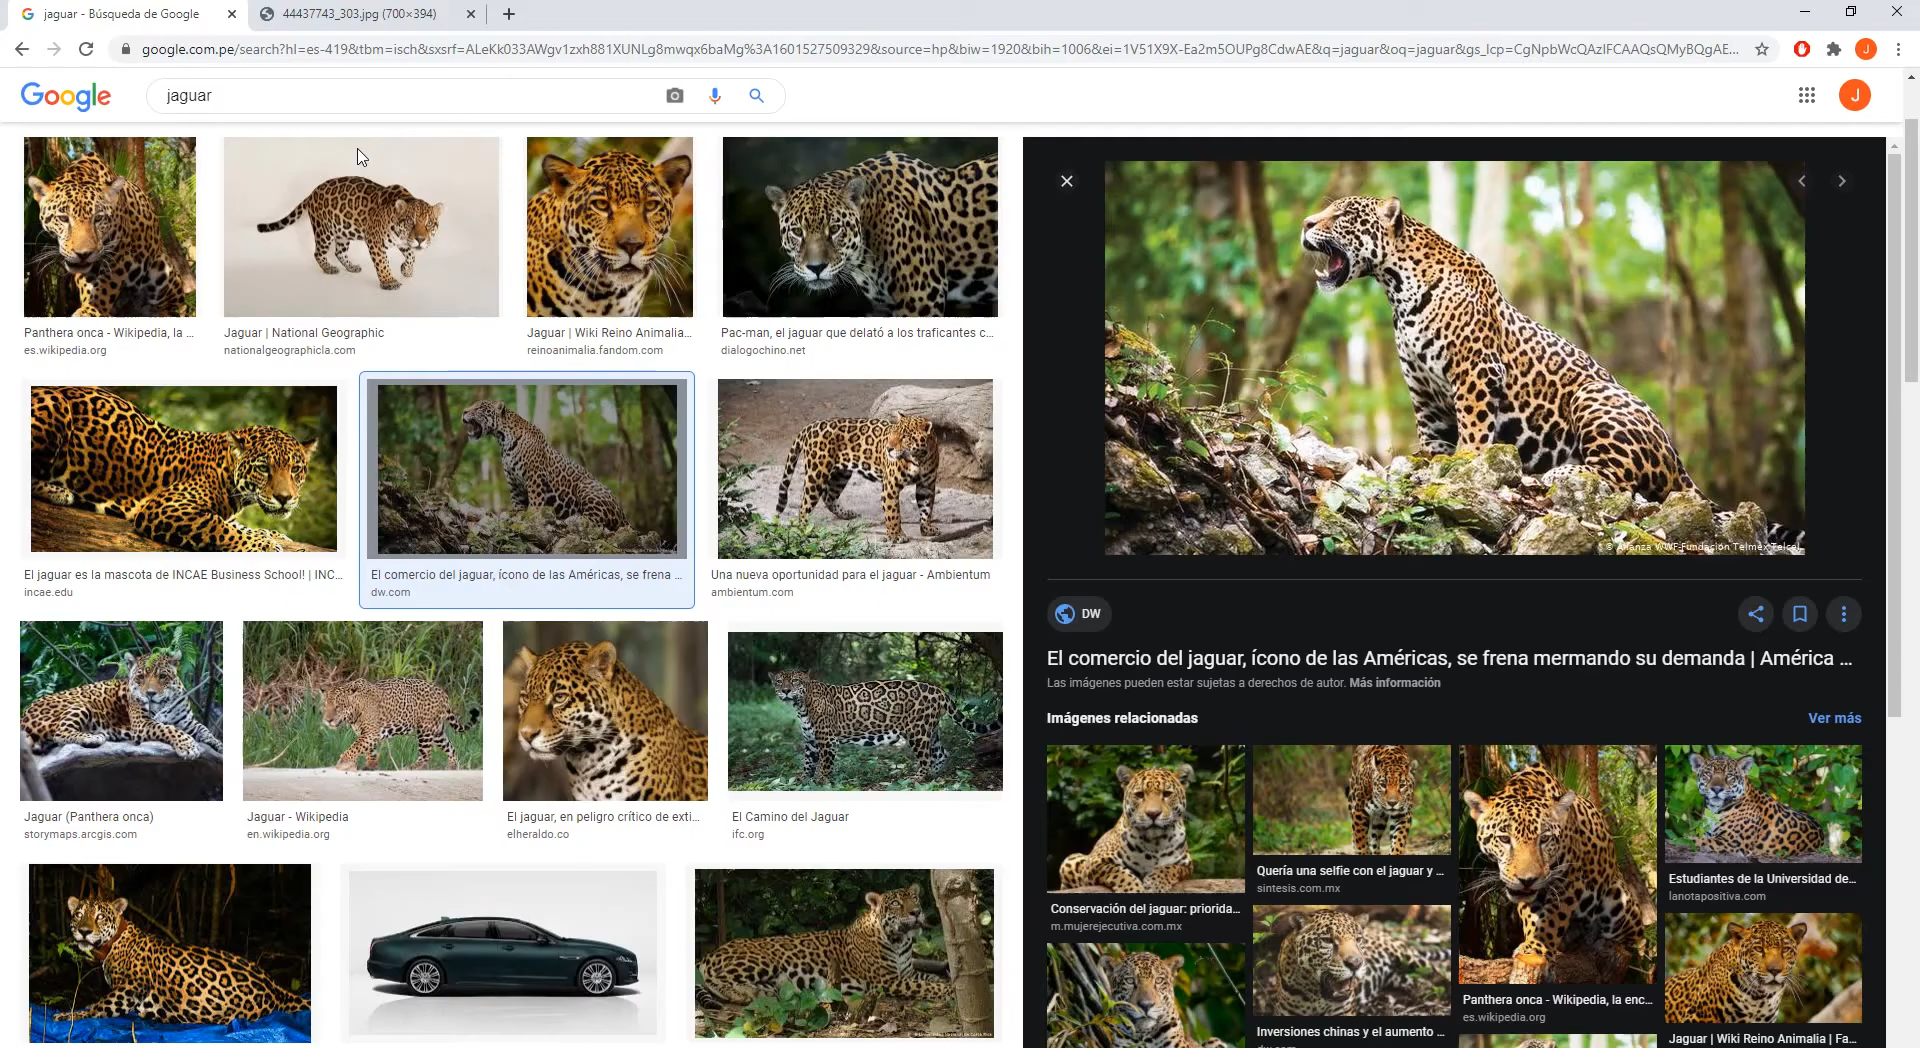 jaguar - Búsqueda de Google
44437743_303.jpg (700×394)
google.com.pe/search?hl=es-419&tbm=isch&sxsrf=ALeKk033AWgv1zxh881XUNLg8mwqx6baMg%3A1601527509329&source=hp&biw=1920&bih=1006&ei=1V51X9X-Ea2m5OUPg8CdwAE&q=jaguar&oq=jaguar&gs_lcp=CgNpbWcQAzIFCAAQsQMyBQgAE...
J
Google
jaguar
J
Panthera onca - Wikipedia, la ...
es.wikipedia.org
Jaguar | National Geographic
nationalgeographicla.com
Jaguar | Wiki Reino Animalia...
reinoanimalia.fandom.com
Pac-man, el jaguar que delató a los traficantes c...
dialogochino.net
El jaguar es la mascota de INCAE Business School! | INC...
incae.edu
El comercio del jaguar, ícono de las Américas, se frena ...
dw.com
Una nueva oportunidad para el jaguar - Ambientum
ambientum.com
Jaguar (Panthera onca)
storymaps.arcgis.com
Jaguar - Wikipedia
en.wikipedia.org
El jaguar, en peligro crítico de exti...
elheraldo.co
El Camino del Jaguar
ifc.org
© Alianza WWF-Fundación Telmex Telcel
DW
El comercio del jaguar, ícono de las Américas, se frena mermando su demanda | América ...
Las imágenes pueden estar sujetas a derechos de autor. Más información
Imágenes relacionadas
Ver más
Conservación del jaguar: priorida...
m.mujerejecutiva.com.mx
Quería una selfie con el jaguar y ...
sintesis.com.mx
Inversiones chinas y el aumento ...
Panthera onca - Wikipedia, la enc...
es.wikipedia.org
Estudiantes de la Universidad de...
lanotapositiva.com
Jaguar | Wiki Reino Animalia | Fa...